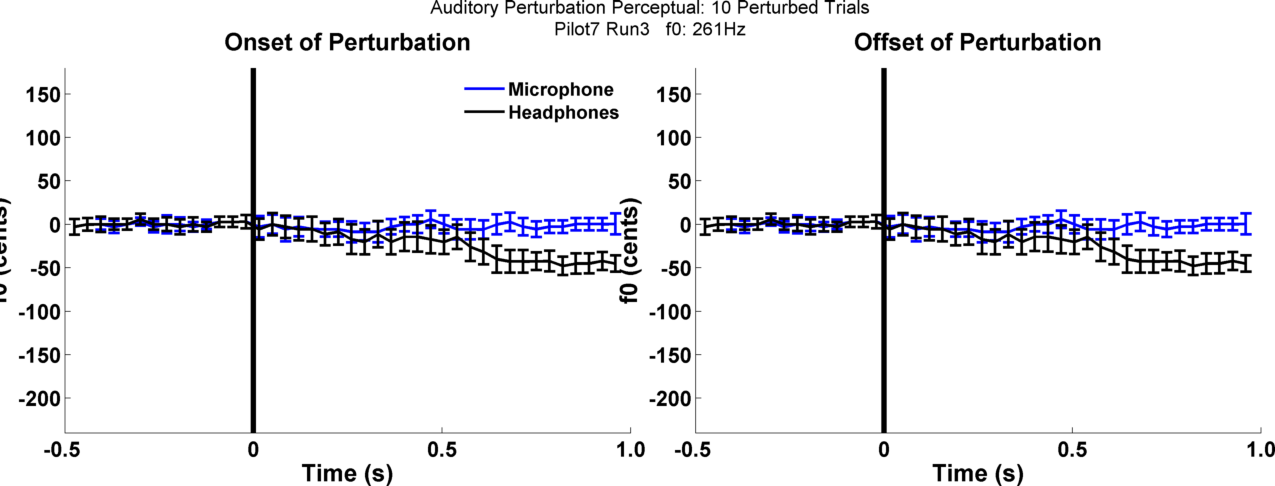 Auditory Perturbation Perceptual: 10 Perturbed Trials
Pilot7 Run3 f0: 261Hz
Onset of Perturbation
150
100
50
0
-50
-100
-150
-200
f0 (cents)
-0.5 0 0.5 1.0
Time (s)
Microphone
Headphones
Offset of Perturbation
150
100
50
0
-50
-100
-150
-200
f0 (cents)
-0.5 0 0.5 1.0
Time (s)